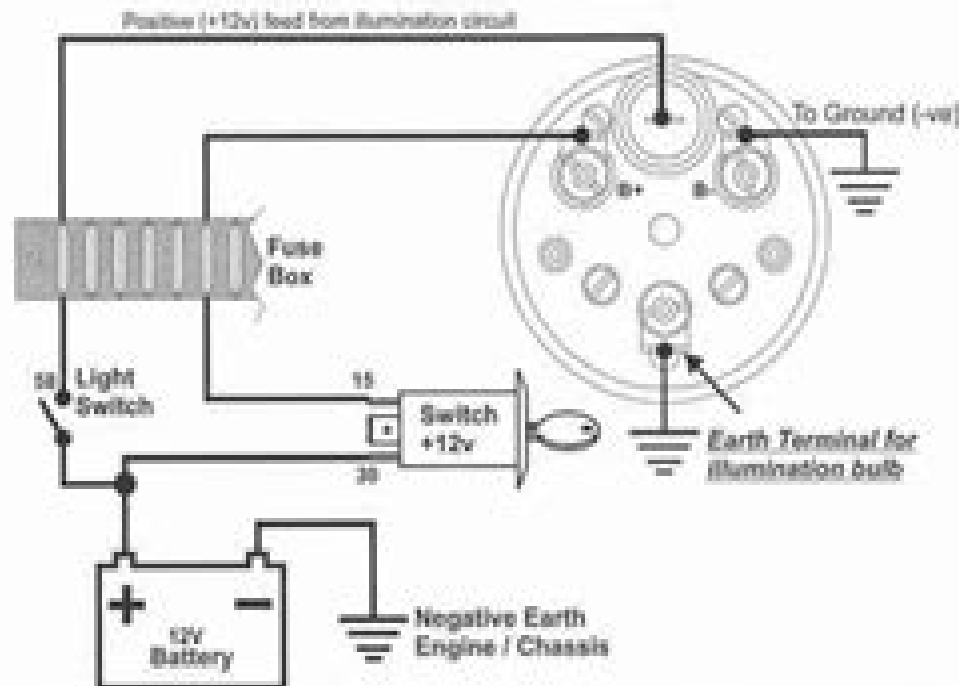 Positive (+12v) feed from illumination circuit
To Ground (-ve)
B+
B-
Fuse
Box
58
Light
Switch
15
Switch
+12v
30
Earth Terminal for
illumination bulb
+
-
12V
Battery
Negative Earth
Engine / Chassis